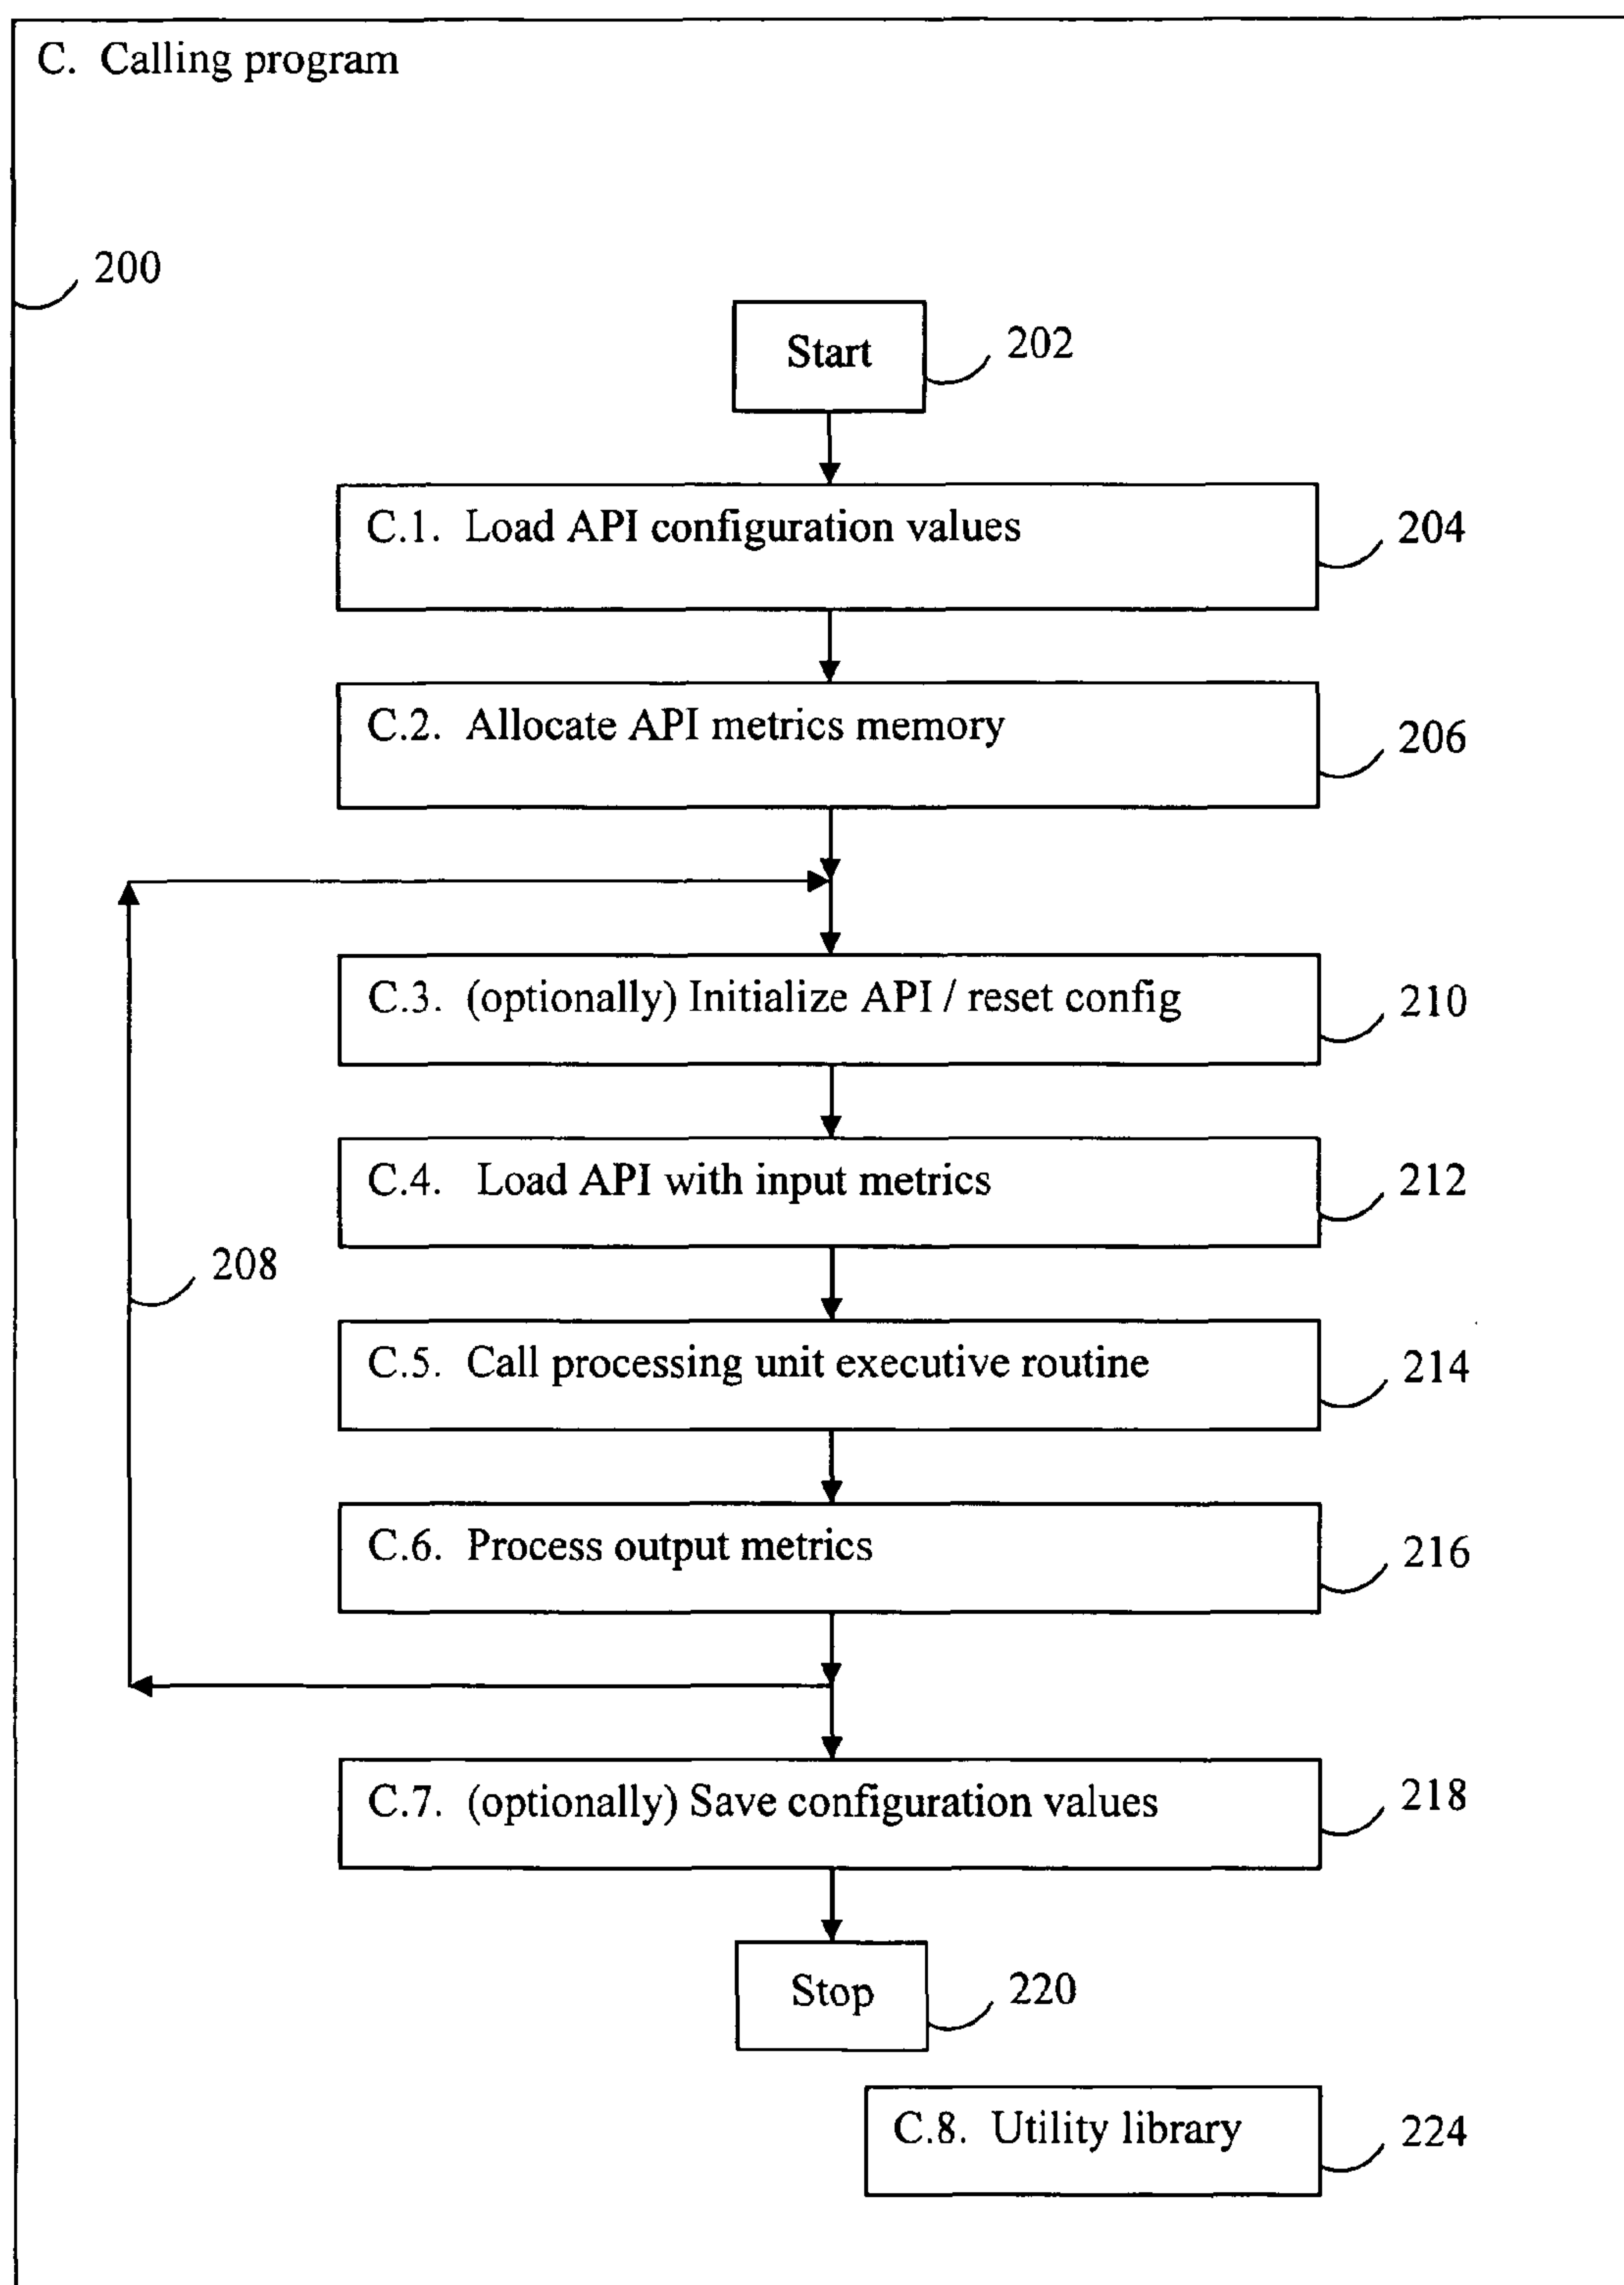 C. Calling program
200
Start
202
C.1. Load API configuration values
204
C.2. Allocate API metrics memory
206
C.3. (optionally) Initialize API / reset config
210
C.4. Load API with input metrics
212
208
C.5. Call processing unit executive routine
214
C.6. Process output metrics
216
C.7. (optionally) Save configuration values
218
Stop
220
C.8. Utility library
224